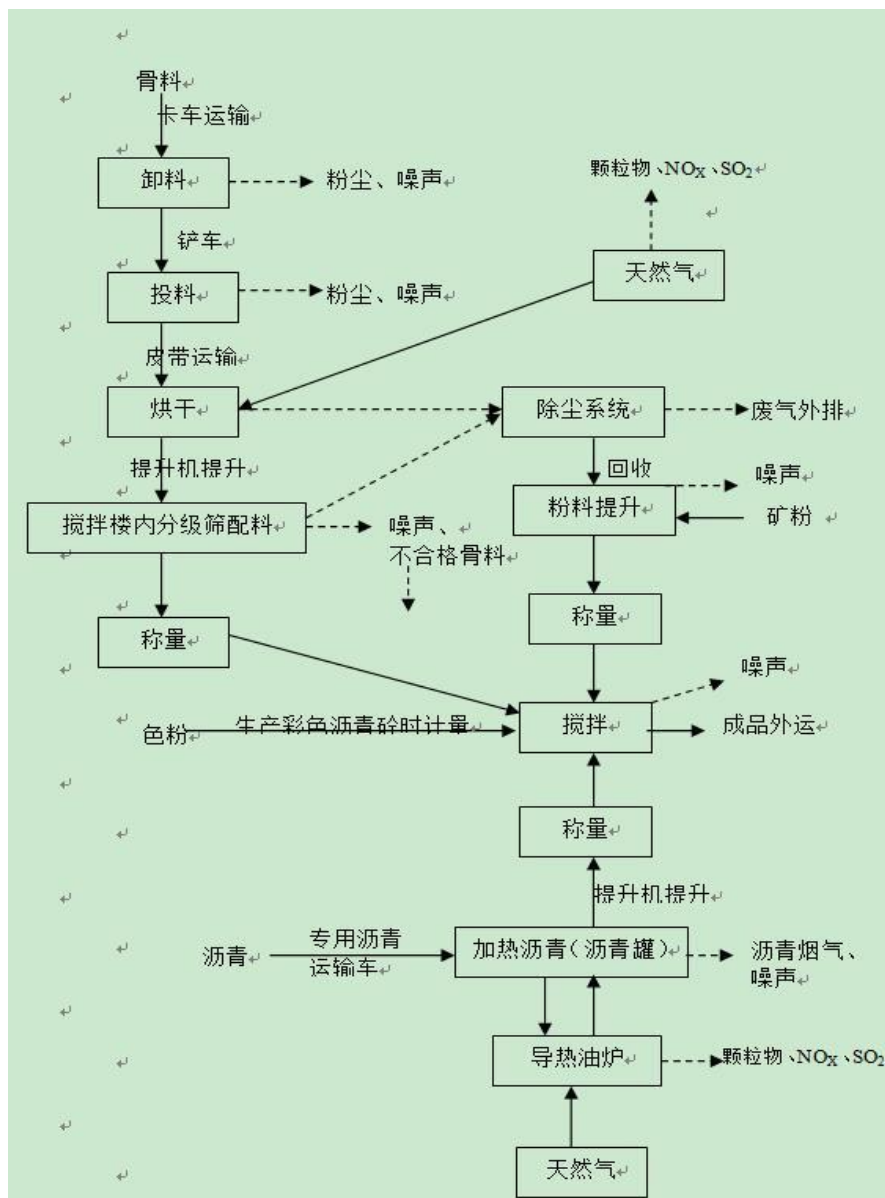 骨料
卡车运输
颗粒物、NOX、SO2
卸料
粉尘、噪声
铲车
天然气
投料
粉尘、噪声
皮带运输
烘干
除尘系统
废气外排
提升机提升
回收
噪声
搅拌楼内分级筛配料
噪声、
不合格骨料
粉料提升
矿粉
称量
称量
噪声
色粉
生产彩色沥青砼时计量
搅拌
成品外运
称量
提升机提升
沥青
专用沥青
运输车
加热沥青（沥青罐）
沥青烟气、
噪声
导热油炉
颗粒物、NOX、SO2
天然气